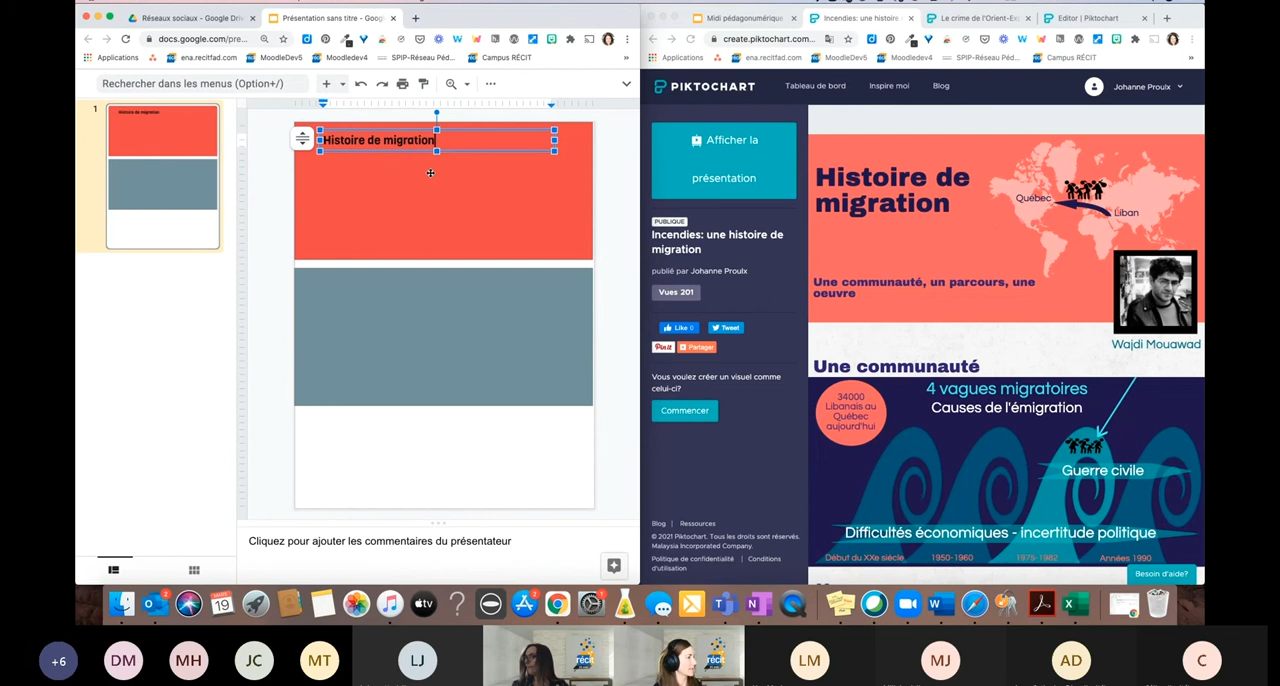 Réseaux sociaux - Google Driv
Présentation sans titre - Goog
docs.google.com/pre...
Applications
ena.recitfad.com
MoodleDev5
Moodledev4
SPIP-Réseau Péd...
Campus RÉCIT
Rechercher dans les menus (Option+/)
1
Histoire de migration
Histoire de migration
Cliquez pour ajouter les commentaires du présentateur
Midi pédagonumérique
Incendies: une histoire
Le crime de l'Orient-Ex
Editor | Piktochart
create.piktochart.com...
Applications
ena.recitfad.com
MoodleDev5
Moodledev4
SPIP-Réseau Péd...
Campus RÉCIT
PIKTOCHART
Tableau de bord
Inspire moi
Blog
Johanne Proulx
Afficher la
présentation
PUBLIQUE
Incendies: une histoire de
migration
publié par Johanne Proulx
Vues 201
Like 0
Tweet
Pin it
Partager
Vous voulez créer un visuel comme
celui-ci?
Commencer
Blog | Ressources
© 2021 Piktochart. Tous les droits sont réservés.
Malaysia Incorporated Company.
Politique de confidentialité | Conditions
d'utilisation
Histoire de
migration
Québec
Liban
Une communauté, un parcours, une
oeuvre
Wajdi Mouawad
Une communauté
34000
Libanais au
Québec
aujourd'hui
4 vagues migratoires
Causes de l'émigration
Guerre civile
Difficultés économiques - incertitude politique
Début du XXe siècle
1950-1960
1975-1982
Années 1990
Besoin d'aide?
19
+6
DM
MH
JC
MT
LJ
récit
récit
LM
MJ
AD
C